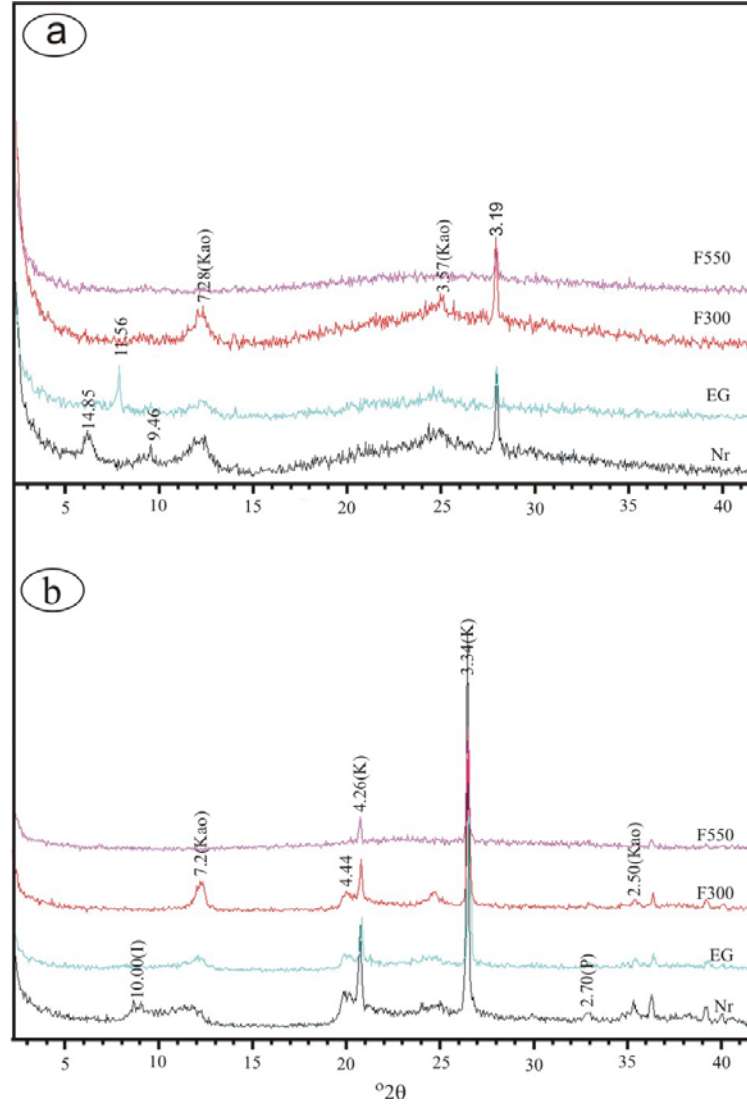 a
3.19
F550
7.28(Kao)
3.57(Kao)
F300
11.56
EG
14.85
9.46
Nr
5 10 15 20 25 30 35 40
b
3.34(K)
4.26(K)
F550
7.2(Kao)
4.44
2.50(Kao)
F300
10.00(I)
EG
2.70(P)
Nr
5 10 15 20 25 30 35 40
°2θ